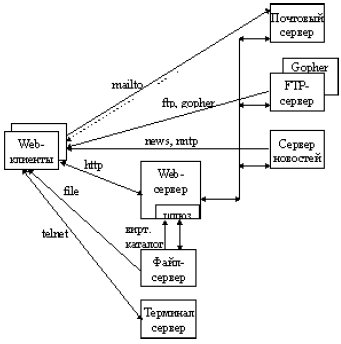 Почтовый
сервер
mailto
Gopher
FTP-
сервер
ftp, gopher
news, nntp
Сервер
новостей
Web-
клиенты
http
Web-
сервер
шлюз
file
вирт.
каталог
telnet
Файл-
сервер
Терминал
сервер